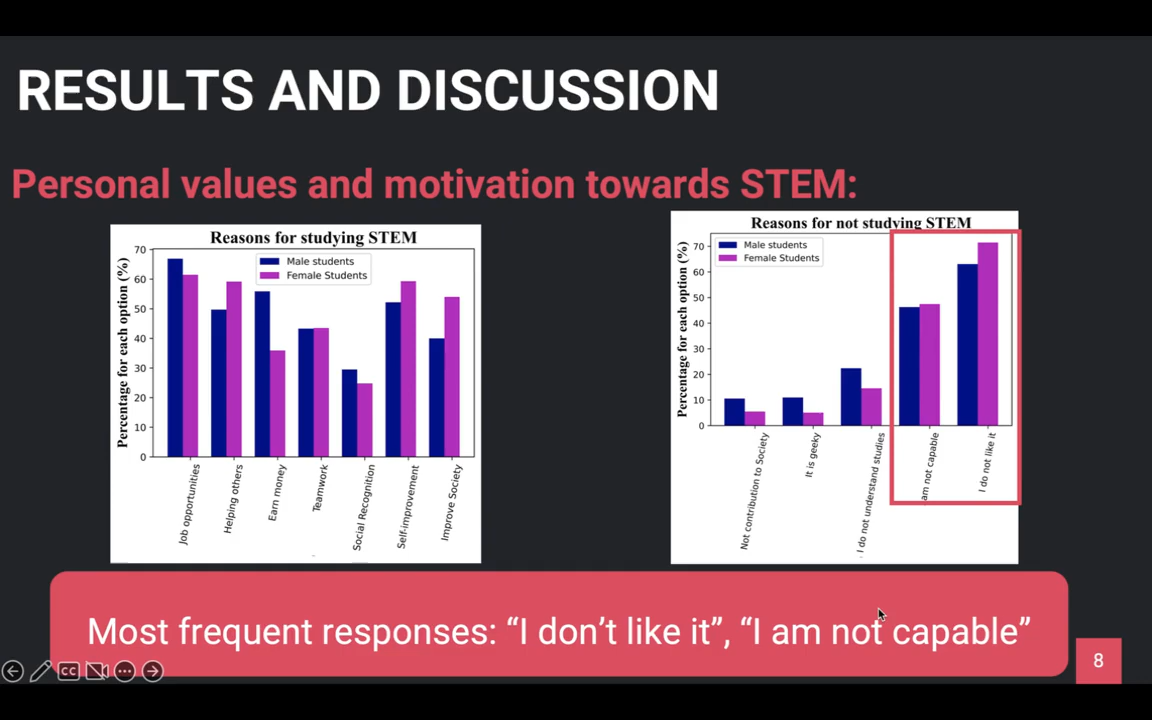 RESULTS AND DISCUSSION
Personal values and motivation towards STEM:
Reasons for studying STEM
Percentage for each option (%)
70
60
50
40
30
20
10
0
Male students
Female Students
Job opportunities
Helping others
Earn money
Teamwork
Social Recognition
Self-improvement
Improve Society
Reasons for not studying STEM
Percentage for each option (%)
70
60
50
40
30
20
10
0
Male students
Female Students
Not contribution to Society
It is geeky
. I do not understand studies
am not capable
I do not like it
Most frequent responses: “I don’t like it”, “I am not capable”
CC
8